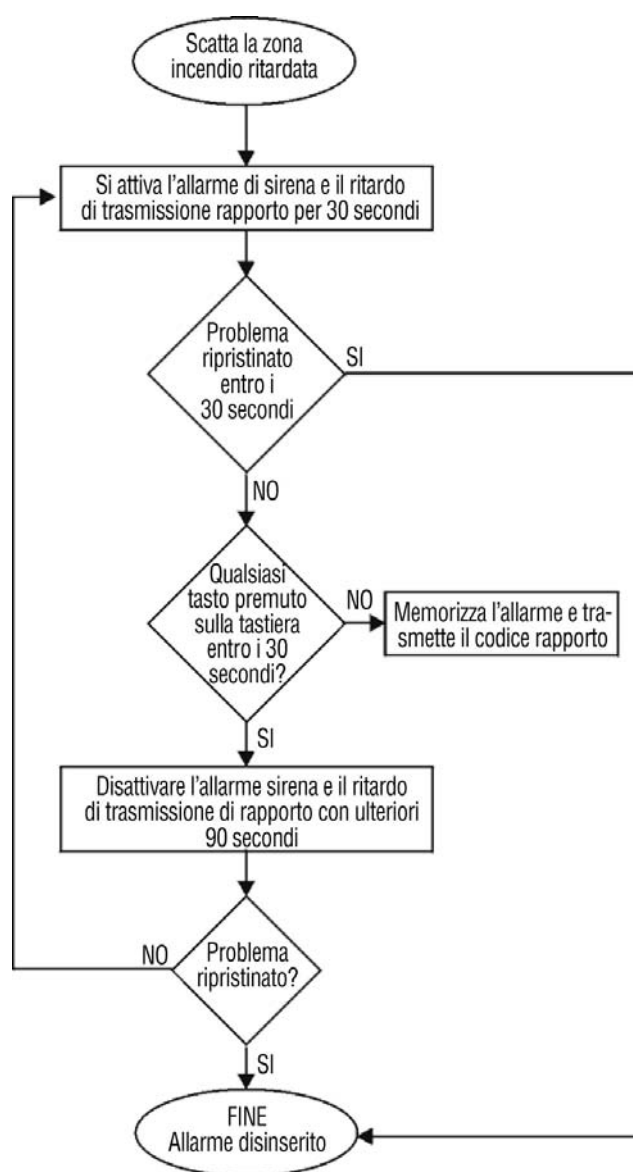 Scatta la zona
incendio ritardata
Si attiva l'allarme di sirena e il ritardo
di trasmissione rapporto per 30 secondi
Problema
ripristinato
entro i
30 secondi
SI
NO
Qualsiasi
tasto premuto
sulla tastiera
entro i 30
secondi?
NO
Memorizza l'allarme e tra-
smette il codice rapporto
SI
Disattivare l'allarme sirena e il ritardo
di trasmissione di rapporto con ulteriori
90 secondi
NO
Problema
ripristinato?
SI
FINE
Allarme disinserito